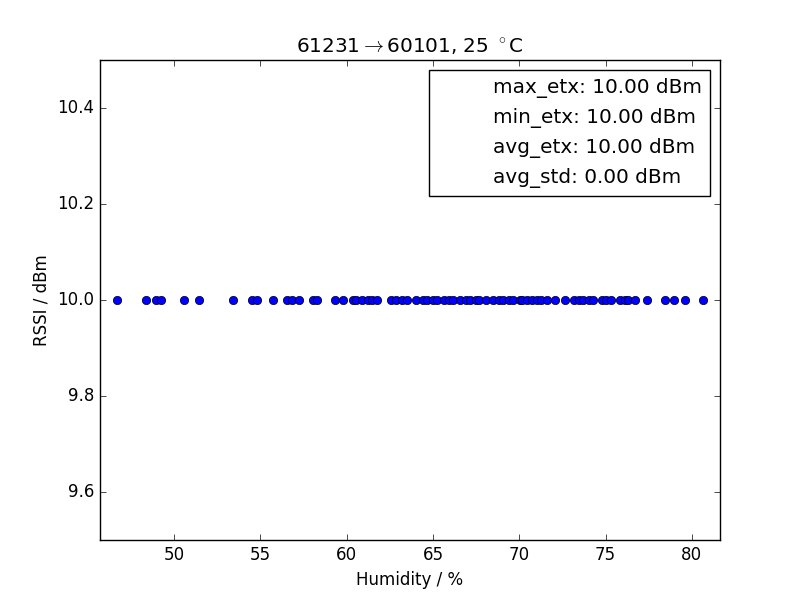 61231→60101, 25 °C
max_etx: 10.00 dBm
min_etx: 10.00 dBm
avg_etx: 10.00 dBm
avg_std: 0.00 dBm
10.4
10.2
10.0
9.8
9.6
RSSI / dBm
50 55 60 65 70 75 80
Humidity / %